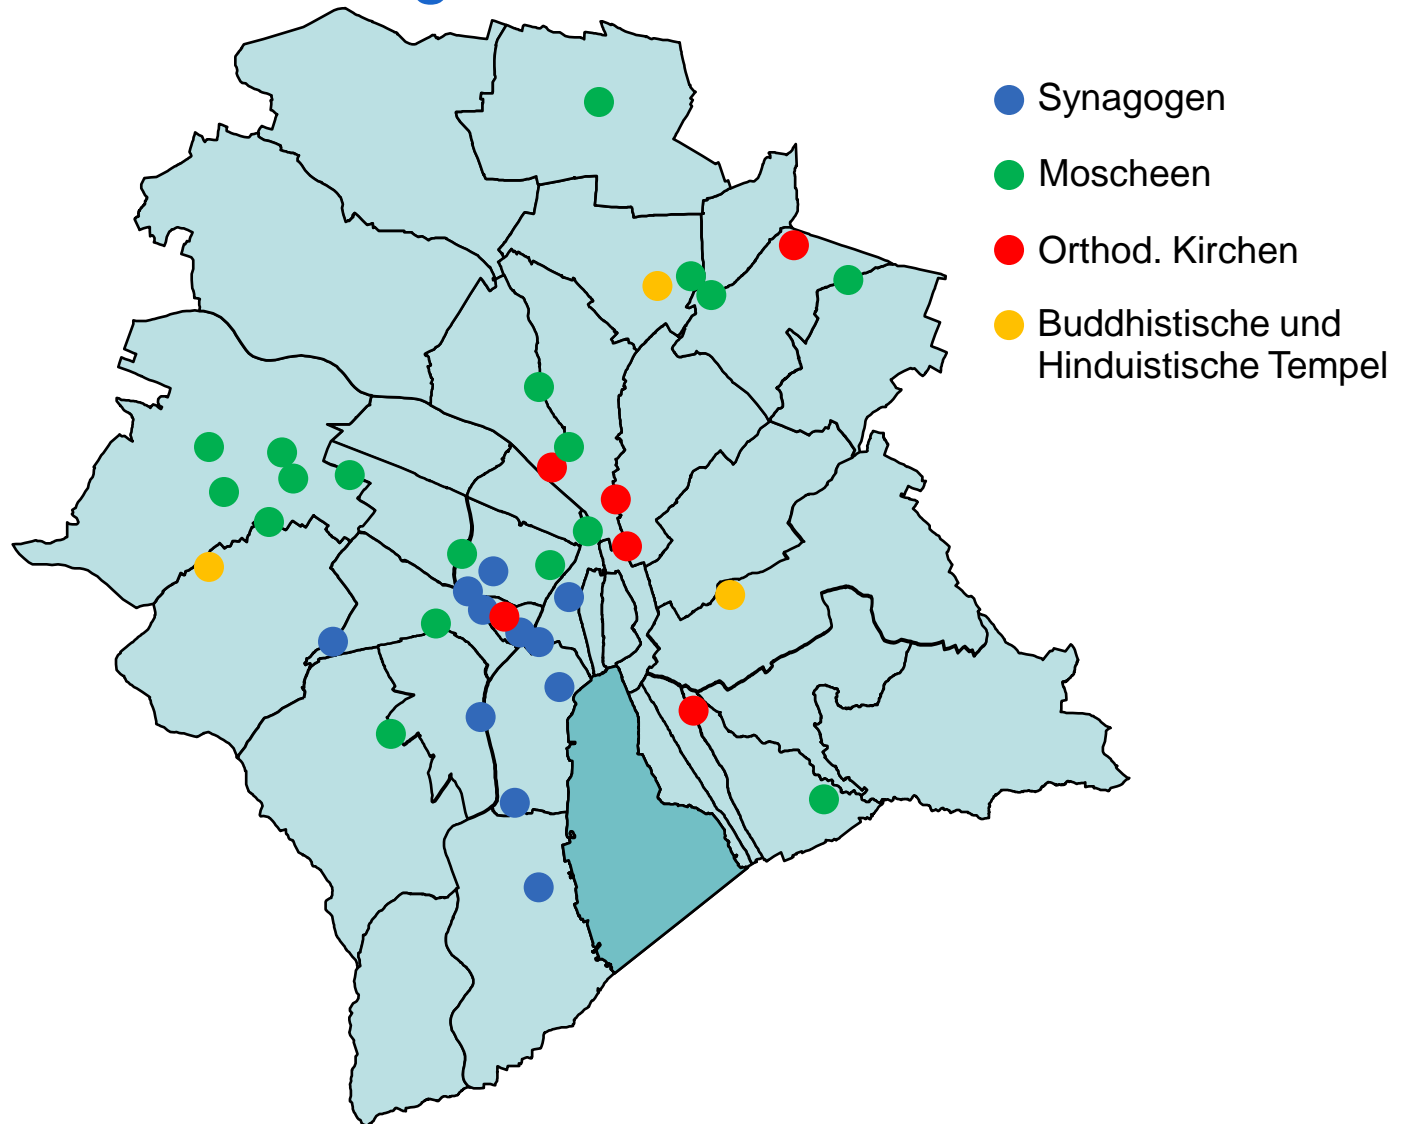 Synagogen
Moscheen
Orthod. Kirchen
Buddhistische und
Hinduistische Tempel